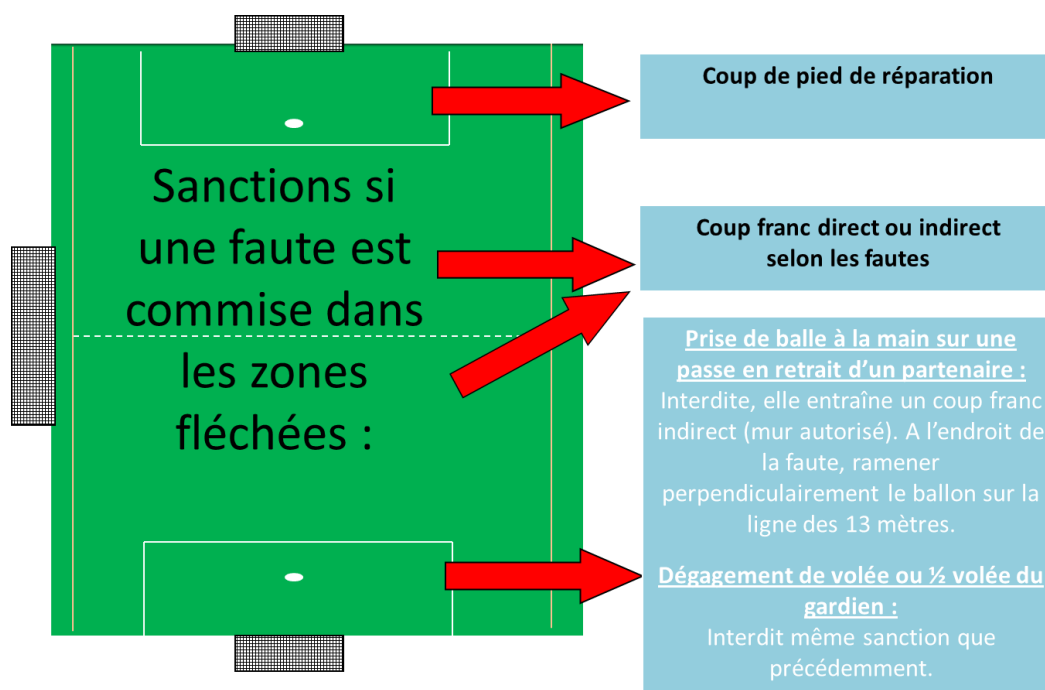 Sanctions si
une faute est
commise dans
les zones
fléchées :
Coup de pied de réparation
Coup franc direct ou indirect
selon les fautes
Prise de balle à la main sur une
passe en retrait d’un partenaire :
Interdite, elle entraîne un coup franc
indirect (mur autorisé). A l’endroit de
la faute, ramener
perpendiculairement le ballon sur la
ligne des 13 mètres.
Dégagement de volée ou ½ volée du
gardien :
Interdit même sanction que
précédemment.